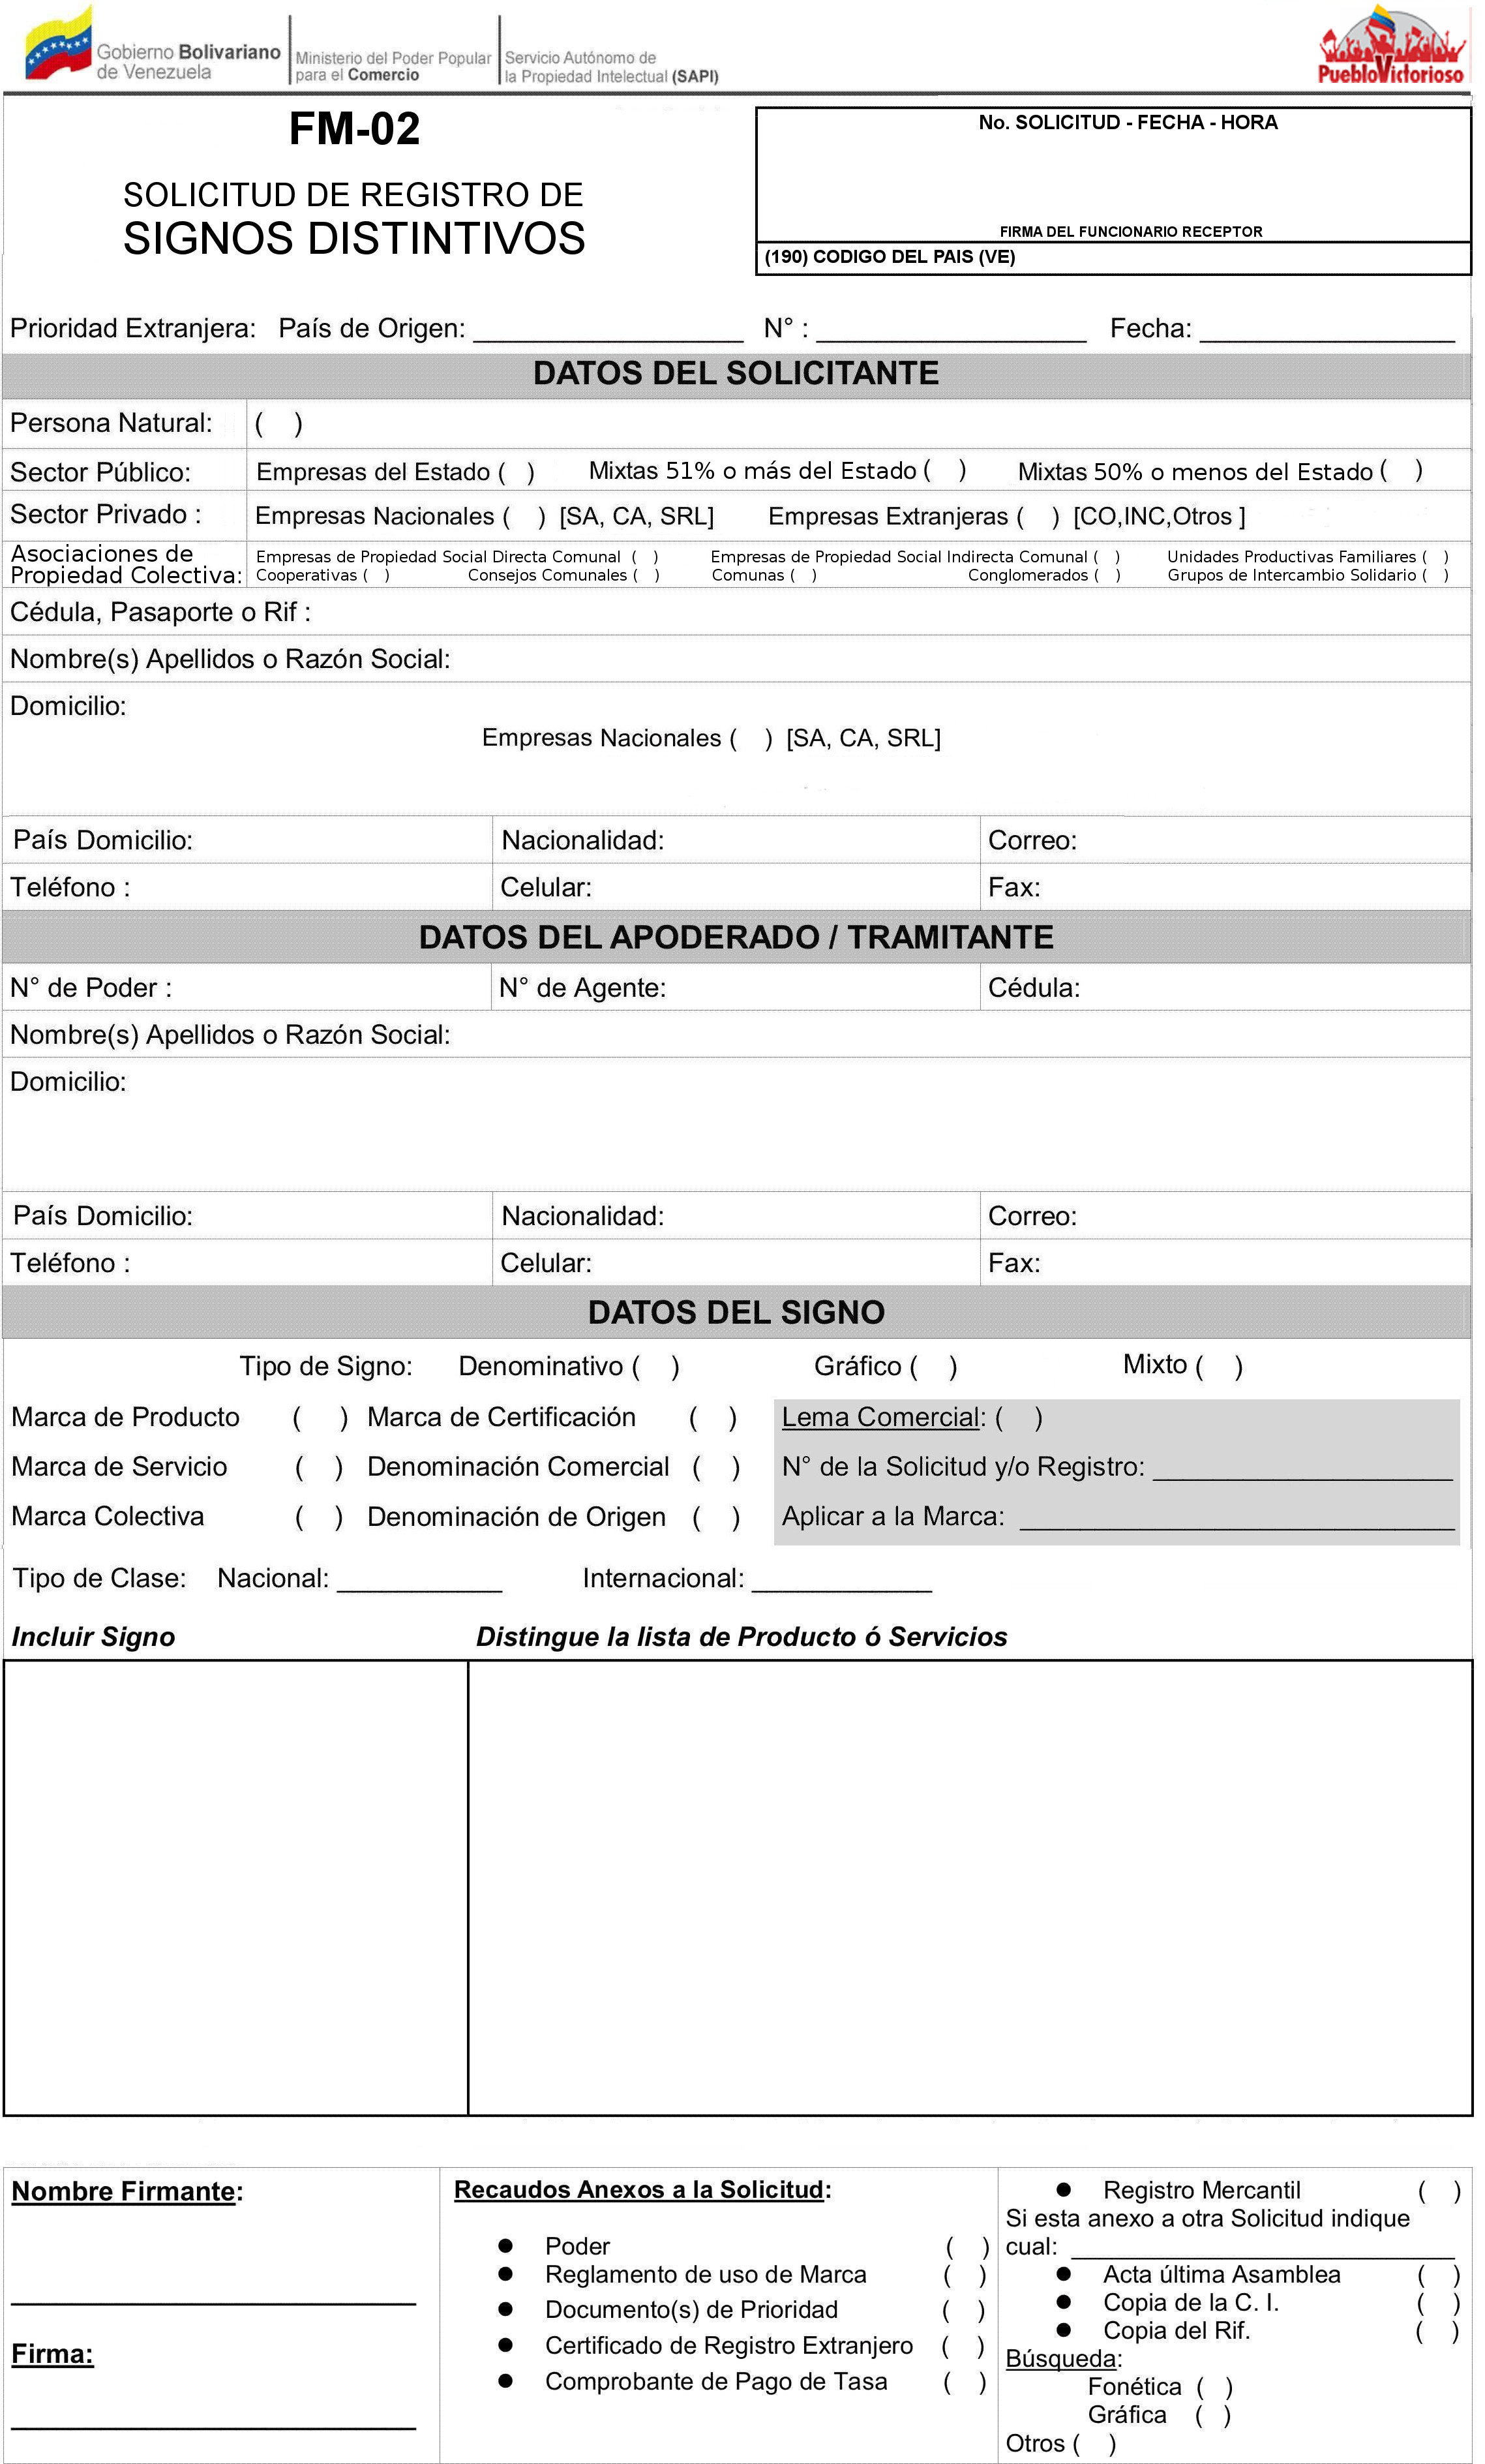 Gobierno Bolivariano
de Venezuela
Ministerio del Poder Popular
para el Comercio
Servicio Autónomo de
la Propiedad Intelectual (SAPI)
PuebloVictorioso
FM-02
SOLICITUD DE REGISTRO DE
SIGNOS DISTINTIVOS
No. SOLICITUD - FECHA - HORA
FIRMA DEL FUNCIONARIO RECEPTOR
(190) CODIGO DEL PAIS (VE)
Prioridad Extranjera: País de Origen: __________________ N° : __________________ Fecha: _________________
DATOS DEL SOLICITANTE
Persona Natural: ( )
Sector Público: Empresas del Estado ( ) Mixtas 51% o más del Estado ( ) Mixtas 50% o menos del Estado ( )
Sector Privado : Empresas Nacionales ( ) [SA, CA, SRL] Empresas Extranjeras ( ) [CO,INC,Otros ]
Asociaciones de
Propiedad Colectiva:
Empresas de Propiedad Social Directa Comunal ( ) Empresas de Propiedad Social Indirecta Comunal ( ) Unidades Productivas Familiares ( )
Cooperativas ( ) Consejos Comunales ( ) Comunas ( ) Conglomerados ( ) Grupos de Intercambio Solidario ( )
Cédula, Pasaporte o Rif :
Nombre(s) Apellidos o Razón Social:
Domicilio:
Empresas Nacionales ( ) [SA, CA, SRL]
País Domicilio: Nacionalidad: Correo:
Teléfono : Celular: Fax:
DATOS DEL APODERADO / TRAMITANTE
N° de Poder : N° de Agente: Cédula:
Nombre(s) Apellidos o Razón Social:
Domicilio:
País Domicilio: Nacionalidad: Correo:
Teléfono : Celular: Fax:
DATOS DEL SIGNO
Tipo de Signo: Denominativo ( ) Gráfico ( ) Mixto ( )
Marca de Producto ( ) Marca de Certificación ( ) Lema Comercial: ( )
Marca de Servicio ( ) Denominación Comercial ( ) N° de la Solicitud y/o Registro: ____________________
Marca Colectiva ( ) Denominación de Origen ( ) Aplicar a la Marca: _____________________________
Tipo de Clase: Nacional: ___________ Internacional: ____________
Incluir Signo Distingue la lista de Producto ó Servicios
Nombre Firmante:
___________________________
Firma:
___________________________
Recaudos Anexos a la Solicitud:
● Poder ( )
● Reglamento de uso de Marca ( )
● Documento(s) de Prioridad ( )
● Certificado de Registro Extranjero ( )
● Comprobante de Pago de Tasa ( )
● Registro Mercantil ( )
Si esta anexo a otra Solicitud indique
cual: ____________________________
● Acta última Asamblea ( )
● Copia de la C. I. ( )
● Copia del Rif. ( )
Búsqueda:
Fonética ( )
Gráfica ( )
Otros ( )